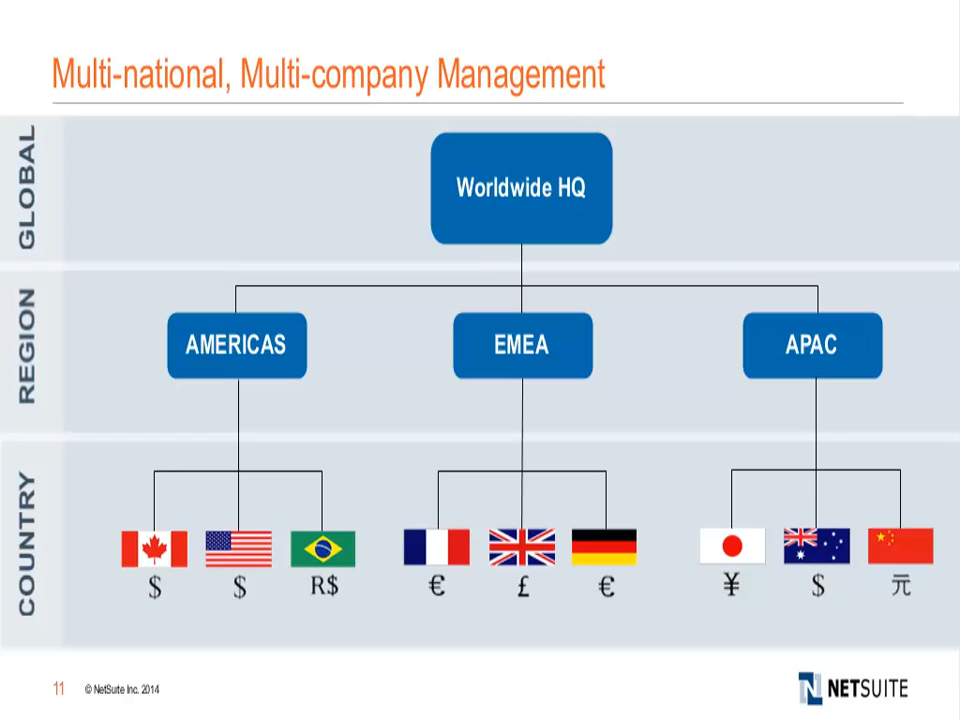 Multi-national, Multi-company Management
GLOBAL
Worldwide HQ
REGION
AMERICAS EMEA APAC
COUNTRY
$ $ R$ € £ € ¥ $ 元
11 © NetSuite Inc. 2014
N NETSUITE